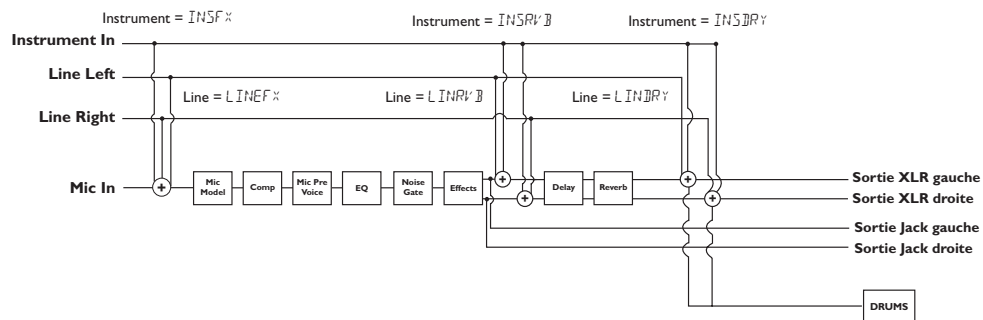 Instrument = INSFX
Instrument = INSRVB
Instrument = INSDRY
Instrument In
Line Left
Line = LINEFX
Line = LINRVB
Line = LINDRY
Line Right
Mic In
+
Mic
Model
Comp
Mic Pre
Voice
EQ
Noise
Gate
Effects
+
+
Delay
Reverb
+
+
Sortie XLR gauche
Sortie XLR droite
Sortie Jack gauche
Sortie Jack droite
DRUMS